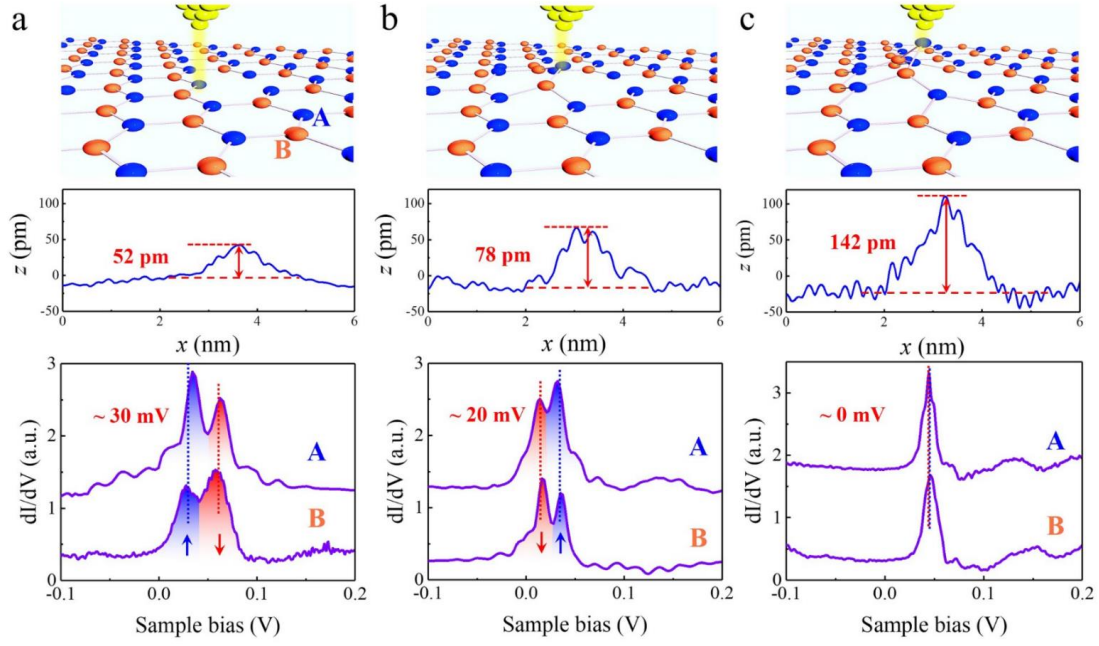 a
b
c
A
B
100
50
0
-50
z (pm)
52 pm
0
2
4
6
x (nm)
100
50
0
-50
z (pm)
78 pm
0
2
4
6
x (nm)
100
50
0
-50
z (pm)
142 pm
0
2
4
6
x (nm)
3
2
1
0
dI/dV (a.u.)
~ 30 mV
A
B
-0.1
0.0
0.1
0.2
Sample bias (V)
3
2
1
0
dI/dV (a.u.)
~ 20 mV
A
B
-0.1
0.0
0.1
0.2
Sample bias (V)
3
2
1
0
dI/dV (a.u.)
~ 0 mV
A
B
-0.1
0.0
0.1
0.2
Sample bias (V)